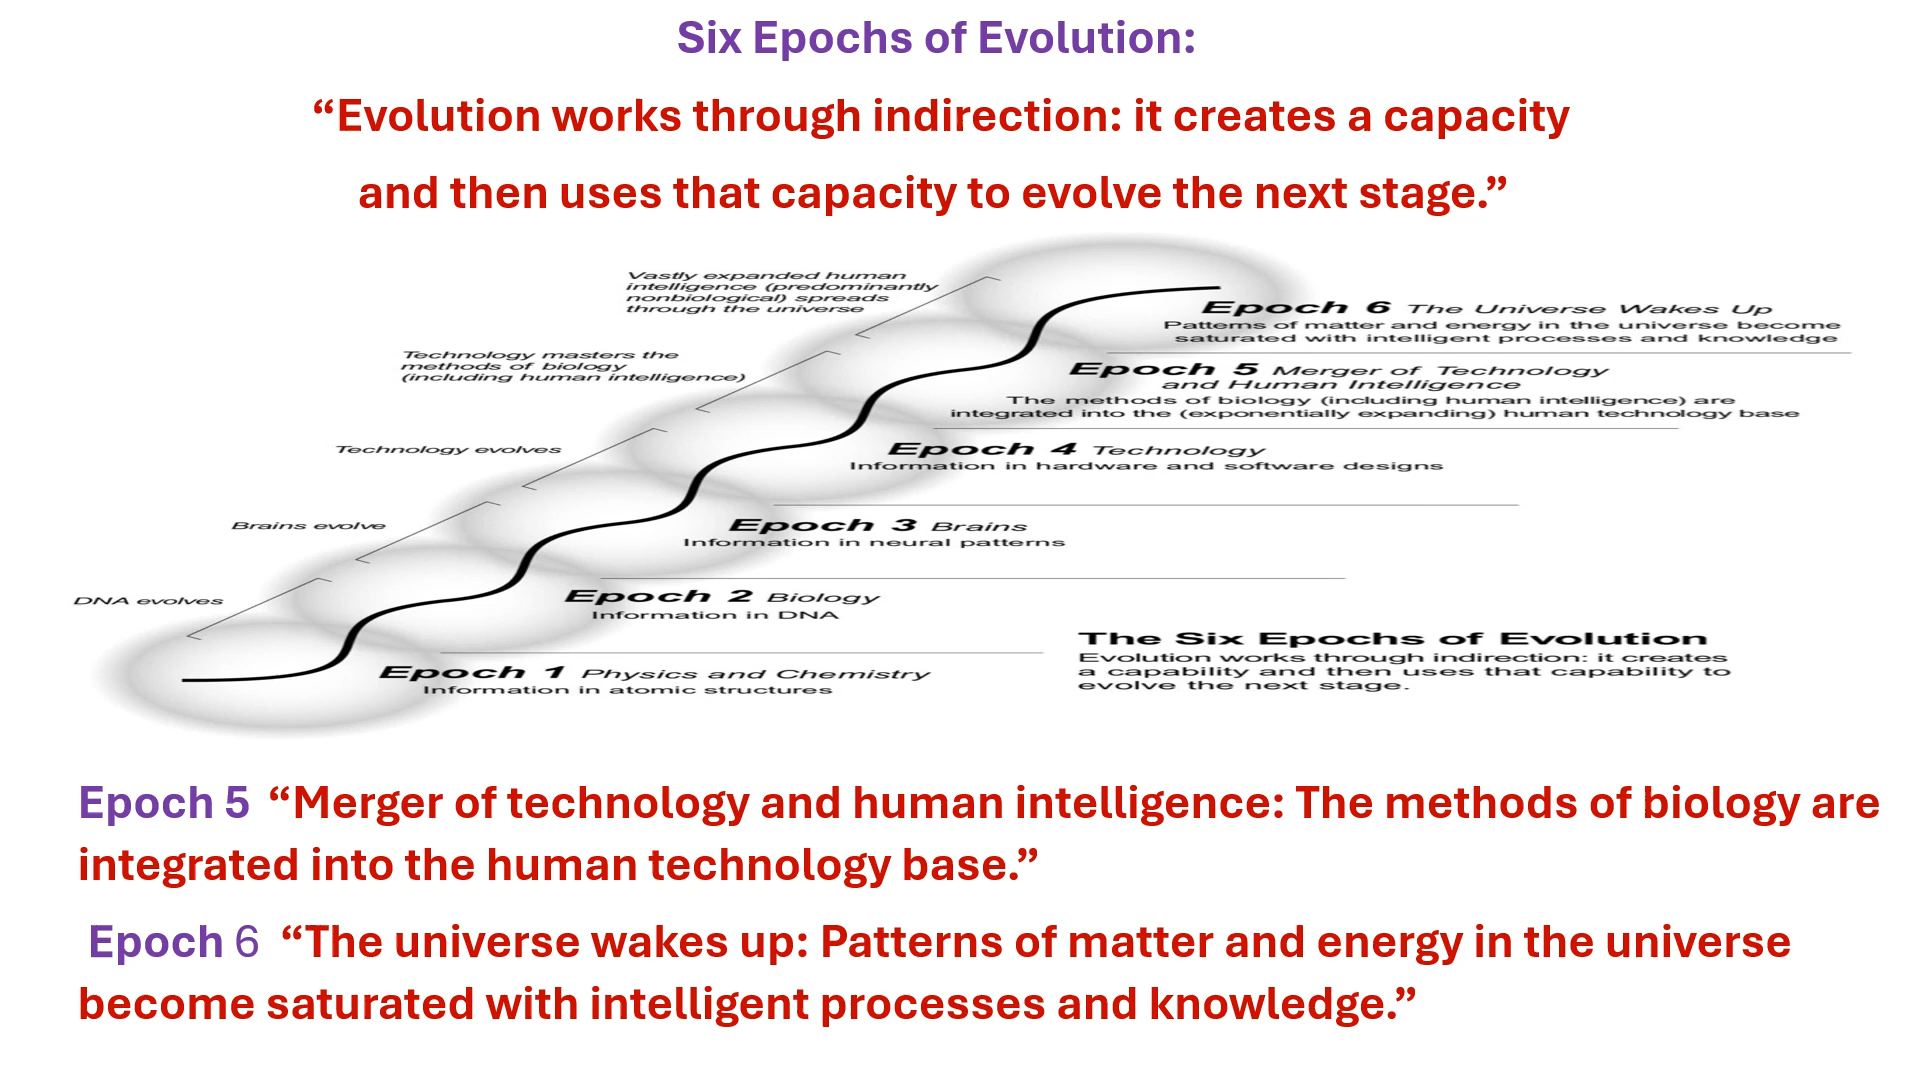 Six Epochs of Evolution:
“Evolution works through indirection: it creates a capacity
and then uses that capacity to evolve the next stage.”
Vastly expanded human
intelligence (predominantly
nonbiological) spreads
through the universe
Epoch 6 The Universe Wakes Up
Patterns of matter and energy in the universe become
saturated with intelligent processes and knowledge
Technology masters the
methods of biology
(including human intelligence)
Epoch 5 Merger of Technology
and Human Intelligence
The methods of biology (including human intelligence) are
integrated into the (exponentially expanding) human technology base
Technology evolves
Epoch 4 Technology
Information in hardware and software designs
Brains evolve
Epoch 3 Brains
Information in neural patterns
DNA evolves
Epoch 2 Biology
Information in DNA
Epoch 1 Physics and Chemistry
Information in atomic structures
The Six Epochs of Evolution
Evolution works through indirection: it creates
a capability and then uses that capability to
evolve the next stage.
Epoch 5 “Merger of technology and human intelligence: The methods of biology are
integrated into the human technology base.”
Epoch 6 “The universe wakes up: Patterns of matter and energy in the universe
become saturated with intelligent processes and knowledge.”